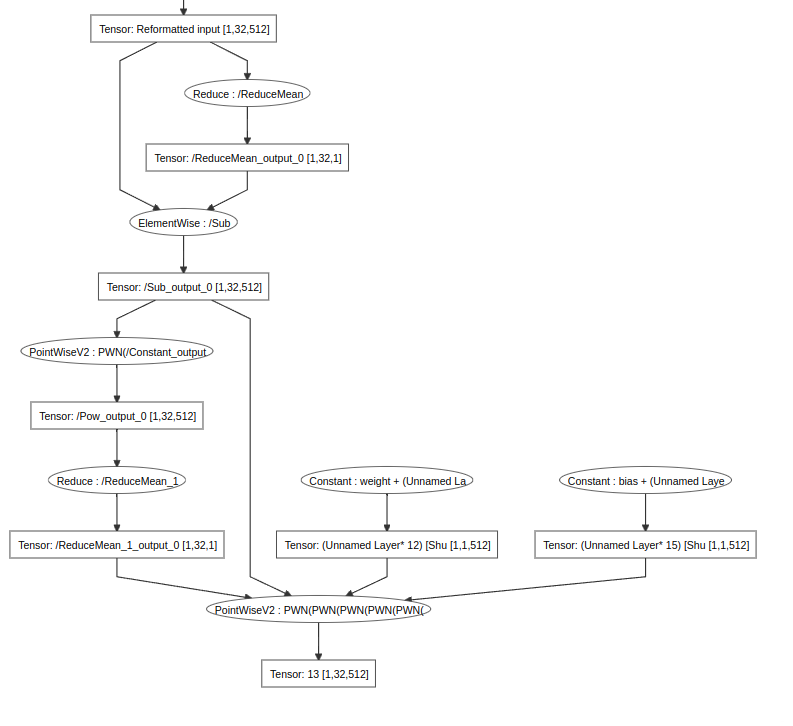 Tensor: Reformatted input [1,32,512]
Reduce : /ReduceMean
Tensor: /ReduceMean_output_0 [1,32,1]
ElementWise : /Sub
Tensor: /Sub_output_0 [1,32,512]
PointWiseV2 : PWN(/Constant_output
Tensor: /Pow_output_0 [1,32,512]
Reduce : /ReduceMean_1
Constant : weight + (Unnamed La
Constant : bias + (Unnamed Laye
Tensor: /ReduceMean_1_output_0 [1,32,1]
Tensor: (Unnamed Layer* 12) [Shu [1,1,512]
Tensor: (Unnamed Layer* 15) [Shu [1,1,512]
PointWiseV2 : PWN(PWN(PWN(PWN(PWN(
Tensor: 13 [1,32,512]